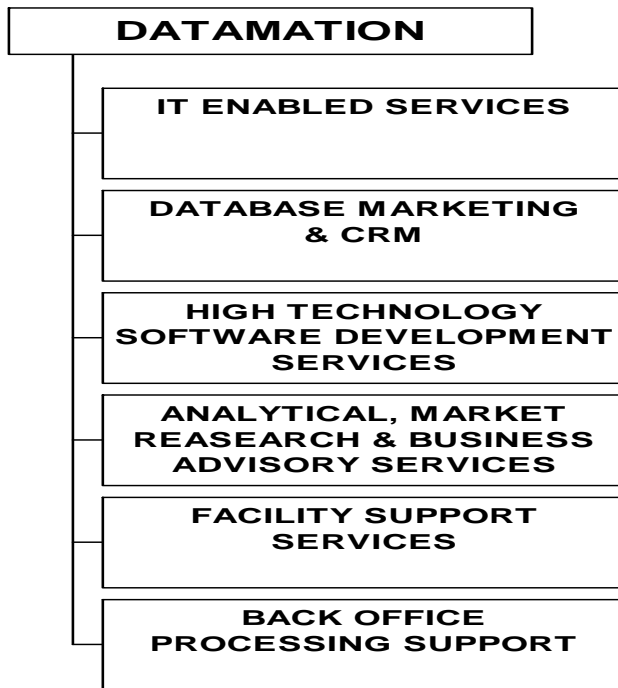 DATAMATION
IT ENABLED SERVICES
DATABASE MARKETING
& CRM
HIGH TECHNOLOGY
SOFTWARE DEVELOPMENT
SERVICES
ANALYTICAL, MARKET
REASEARCH & BUSINESS
ADVISORY SERVICES
FACILITY SUPPORT
SERVICES
BACK OFFICE
PROCESSING SUPPORT